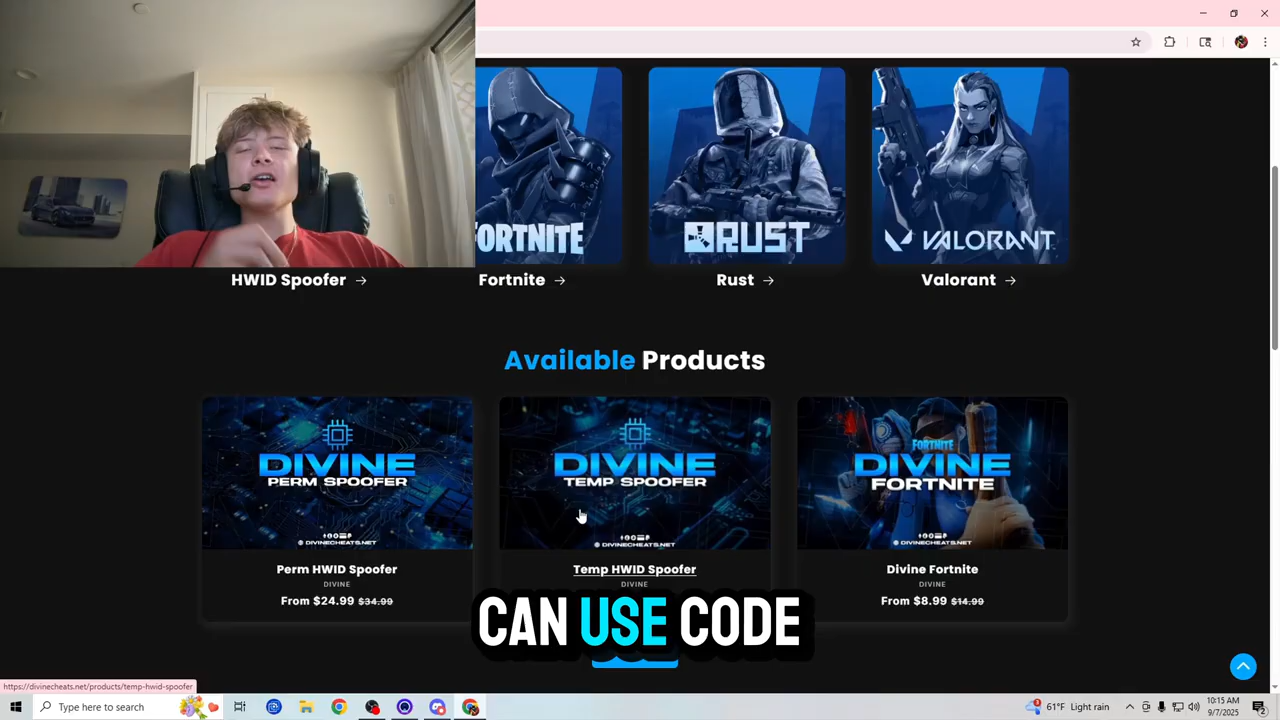 FORTNITE
RUST
VALORANT
HWID Spoofer →
Fortnite →
Rust →
Valorant →
Available Products
DIVINE
PERM SPOOFER
DIVINECHEATS.NET
DIVINE
TEMP SPOOFER
DIVINECHEATS.NET
FORTNITE
DIVINE
FORTNITE
DIVINECHEATS.NET
Perm HWID Spoofer
DIVINE
From $24.99 $34.99
Temp HWID Spoofer
DIVINE
Divine Fortnite
DIVINE
From $8.99 $14.99
CAN USE CODE
https://divinecheats.net/products/temp-hwid-spoofer
Type here to search
61°F Light rain
10:15 AM
9/7/2025
2